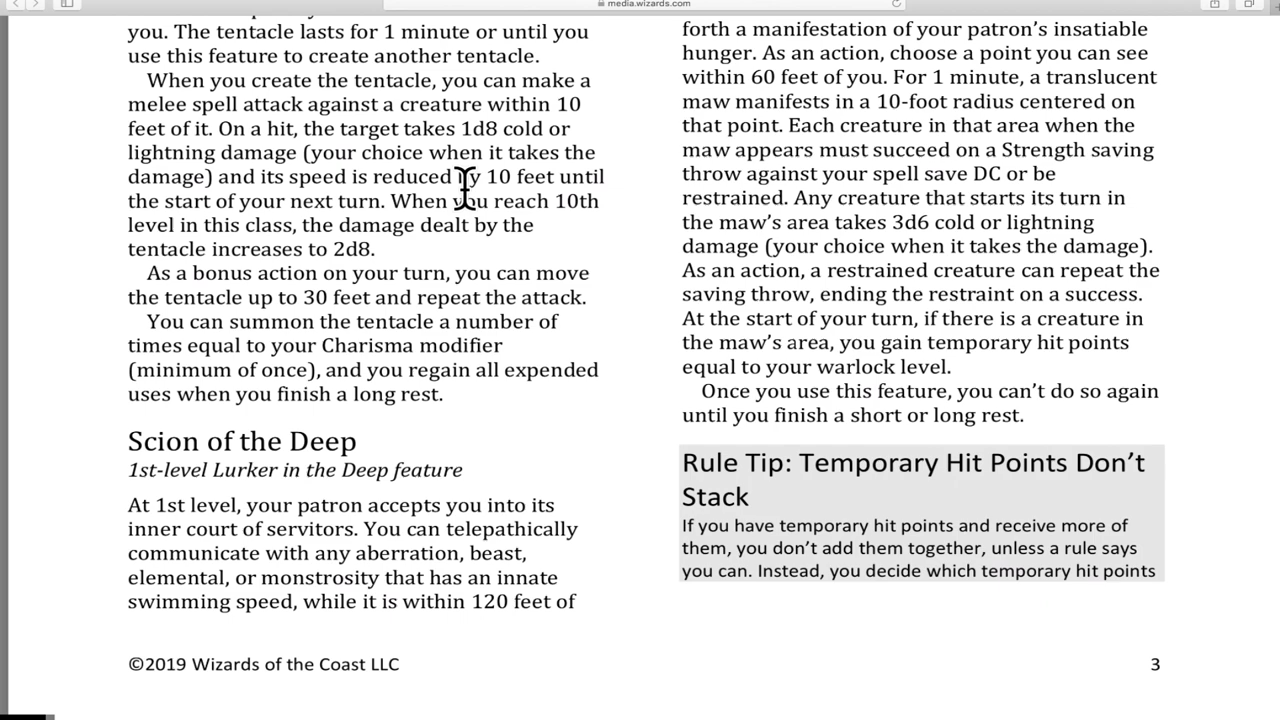 media.wizards.com
you. The tentacle lasts for 1 minute or until you
use this feature to create another tentacle.
When you create the tentacle, you can make a
melee spell attack against a creature within 10
feet of it. On a hit, the target takes 1d8 cold or
lightning damage (your choice when it takes the
damage) and its speed is reduced by 10 feet until
the start of your next turn. When you reach 10th
level in this class, the damage dealt by the
tentacle increases to 2d8.
As a bonus action on your turn, you can move
the tentacle up to 30 feet and repeat the attack.
You can summon the tentacle a number of
times equal to your Charisma modifier
(minimum of once), and you regain all expended
uses when you finish a long rest.
Scion of the Deep
1st-level Lurker in the Deep feature
At 1st level, your patron accepts you into its
inner court of servitors. You can telepathically
communicate with any aberration, beast,
elemental, or monstrosity that has an innate
swimming speed, while it is within 120 feet of
forth a manifestation of your patron’s insatiable
hunger. As an action, choose a point you can see
within 60 feet of you. For 1 minute, a translucent
maw manifests in a 10-foot radius centered on
that point. Each creature in that area when the
maw appears must succeed on a Strength saving
throw against your spell save DC or be
restrained. Any creature that starts its turn in
the maw’s area takes 3d6 cold or lightning
damage (your choice when it takes the damage).
As an action, a restrained creature can repeat the
saving throw, ending the restraint on a success.
At the start of your turn, if there is a creature in
the maw’s area, you gain temporary hit points
equal to your warlock level.
Once you use this feature, you can’t do so again
until you finish a short or long rest.
Rule Tip: Temporary Hit Points Don’t
Stack
If you have temporary hit points and receive more of
them, you don’t add them together, unless a rule says
you can. Instead, you decide which temporary hit points
©2019 Wizards of the Coast LLC
3